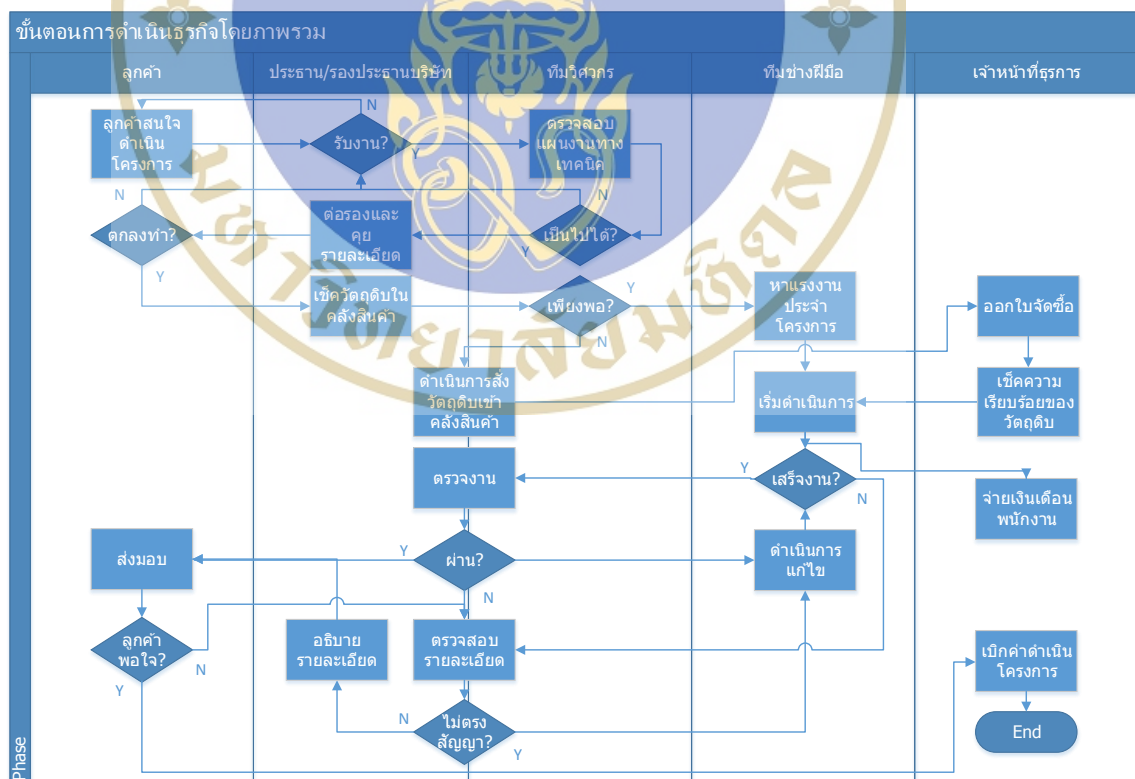 ขั้นตอนการดำเนินธุรกิจโดยภาพรวม
ลูกค้า
ประธาน/รองประธานบริษัท
ทีมวิศวกร
ทีมช่างฝีมือ
เจ้าหน้าที่ธุรการ
ลูกค้าสนใจ
ดำเนิน
โครงการ
N
รับงาน?
Y
ตรวจสอบ
แผนงานทาง
เทคนิค
N
ตกลงทำ?
Y
ต่อรองและ
คุย
รายละเอียด
N
เป็นไปได้?
Y
เช็ควัตถุดิบใน
คลังสินค้า
เพียงพอ?
Y
N
หาแรงงาน
ประจำ
โครงการ
ออกใบจัดซื้อ
ดำเนินการสั่ง
วัตถุดิบเข้า
คลังสินค้า
เริ่มดำเนินการ
เช็คความ
เรียบร้อยของ
วัตถุดิบ
ตรวจงาน
Y
เสร็จงาน?
N
จ่ายเงินเดือน
พนักงาน
ส่งมอบ
Y
ผ่าน?
N
ดำเนินการ
แก้ไข
ลูกค้า
พอใจ?
N
Y
อธิบาย
รายละเอียด
ตรวจสอบ
รายละเอียด
เบิกค่าดำเนิน
โครงการ
N
ไม่ตรง
สัญญา?
Y
End
Phase
มหาวิทยาลัยมหิดล